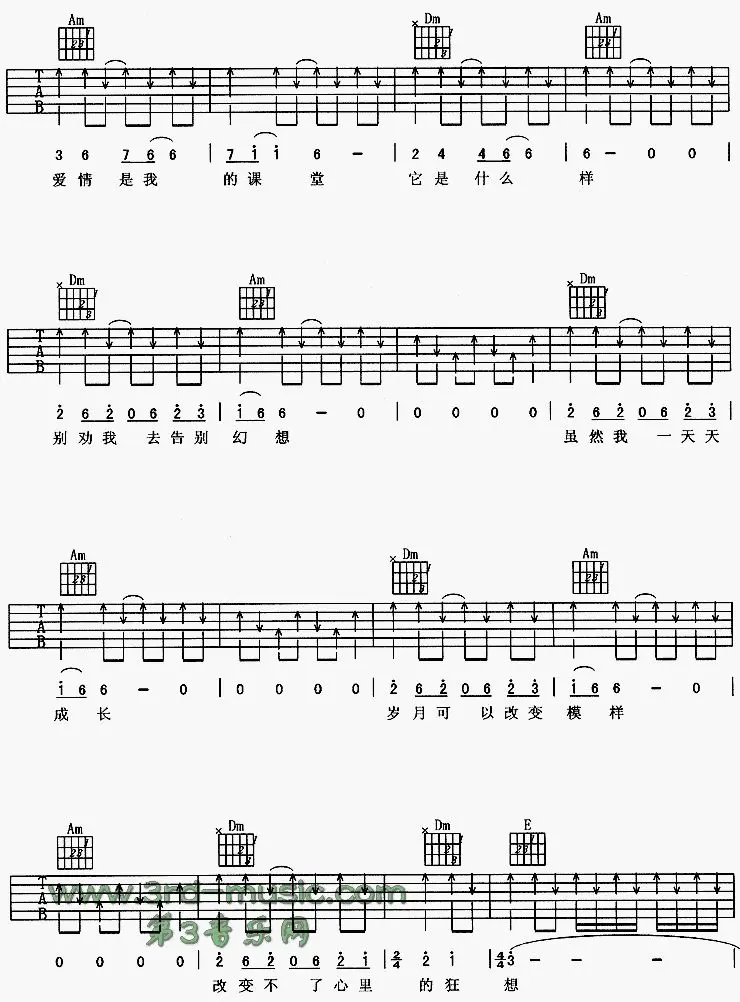 Am Dm Am
T A B
3 6 7 6 6 | 7 i i 6 – | 2 4 4 6 6 | 6 – 0 0 |
爱 情 是 我 的 课 堂 它 是 什 么 样
Dm Am Dm
T A B
2 6 2 0 6 2 3 | i 6 6 – 0 | 0 0 0 0 | 2 6 2 0 6 2 3 |
别 劝 我 去 告 别 幻 想 虽 然 我 一 天 天
Am Dm Am
T A B
i 6 6 – 0 | 0 0 0 0 | 2 6 2 0 6 2 3 | i 6 6 – – |
成 长 岁 月 可 以 改 变 模 样
Am Dm Dm E
T A B
www.3rd-music.com
第3音乐网
0 0 0 0 | 2 6 2 0 6 2 i | 2/4 2 i | 4/4 3 – – – |
改 变 不 了 心 里 的 狂 想